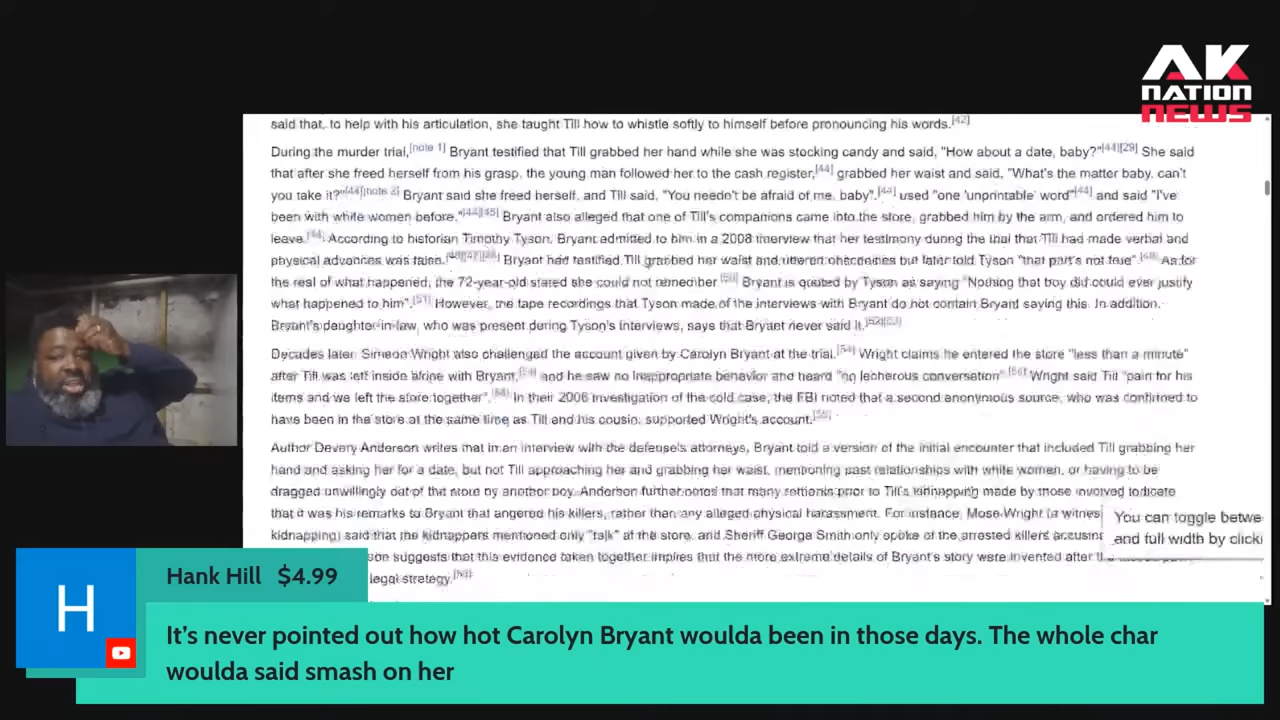 AK
NATION
NEWS
said that, to help with his articulation, she taught Till how to whistle softly to himself before pronouncing his words.[42]
During the murder trial,[note 1] Bryant testified that Till grabbed her hand while she was stocking candy and said, "How about a date, baby?"[44][29] She said
that after she freed herself from his grasp, the young man followed her to the cash register,[44] grabbed her waist and said, "What's the matter baby, can't
you take it?"[44][note 2] Bryant said she freed herself, and Till said, "You needn't be afraid of me, baby",[44] used "one 'unprintable' word"[44] and said "I've
been with white women before."[44][45] Bryant also alleged that one of Till's companions came into the store, grabbed him by the arm, and ordered him to
leave.[44] According to historian Timothy Tyson, Bryant admitted to him in a 2008 interview that her testimony during the trial that Till had made verbal and
physical advances was false. Bryant had testified Till grabbed her waist and uttered obscenities but later told Tyson "that part's not true". As for
the rest of what happened, the 72-year-old stated she could not remember Bryant is quoted by Tyson as saying "Nothing that boy did could ever justify
what happened to him".[51] However, the tape recordings that Tyson made of the interviews with Bryant do not contain Bryant saying this. In addition,
Bryant's daughter-in-law, who was present during Tyson's interviews, says that Bryant never said it.[52][53]
Decades later Simeon Wright also challenged the account given by Carolyn Bryant at the trial.[54] Wright claims he entered the store "less than a minute"
after Till was left inside alone with Bryant, and he saw no inappropriate behavior and heard "no lecherous conversation". Wright said Till "paid for his
items and we left the store together". In their 2006 investigation of the cold case, the FBI noted that a second anonymous source, who was confirmed to
have been in the store at the same time as Till and his cousin, supported Wright's account.[55]
Author Devery Anderson writes that in an interview with the defense's attorneys, Bryant told a version of the initial encounter that included Till grabbing her
hand and asking her for a date, but not Till approaching her and grabbing her waist, mentioning past relationships with white women, or having to be
dragged unwillingly out of the store by another boy. Anderson further notes that many remarks prior to Till's kidnapping made by those involved indicate
that it was his remarks to Bryant that angered his killers, rather than any alleged physical harassment. For instance, Mose Wright (a witnes
kidnapping) said that the kidnappers mentioned only "talk" at the store, and Sheriff George Smith only spoke of the arrested killers accusin
son suggests that this evidence taken together implies that the more extreme details of Bryant's story were invented after
legal strategy.
You can toggle betwe
and full width by clicki
H
Hank Hill $4.99
It's never pointed out how hot Carolyn Bryant woulda been in those days. The whole char
woulda said smash on her